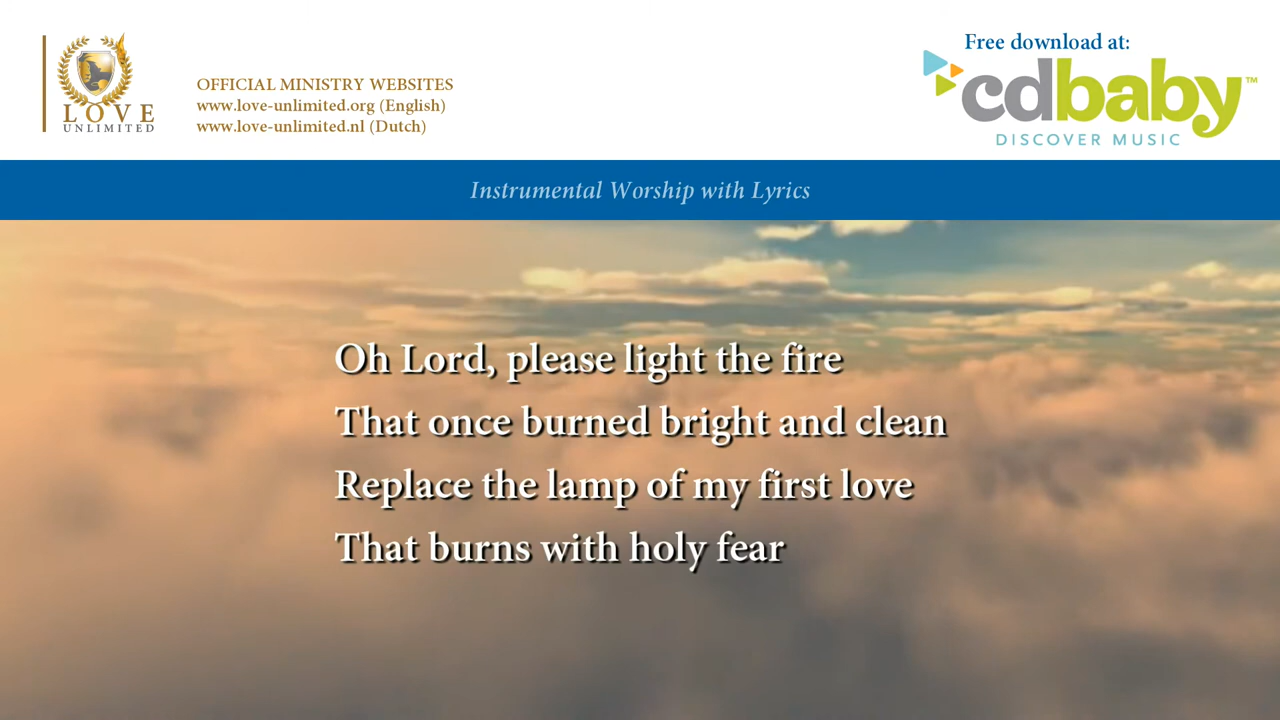 LOVE
UNLIMITED
OFFICIAL MINISTRY WEBSITES
www.love-unlimited.org (English)
www.love-unlimited.nl (Dutch)
Free download at:
cdbaby™
DISCOVER MUSIC
Instrumental Worship with Lyrics
Oh Lord, please light the fire
That once burned bright and clean
Replace the lamp of my first love
That burns with holy fear